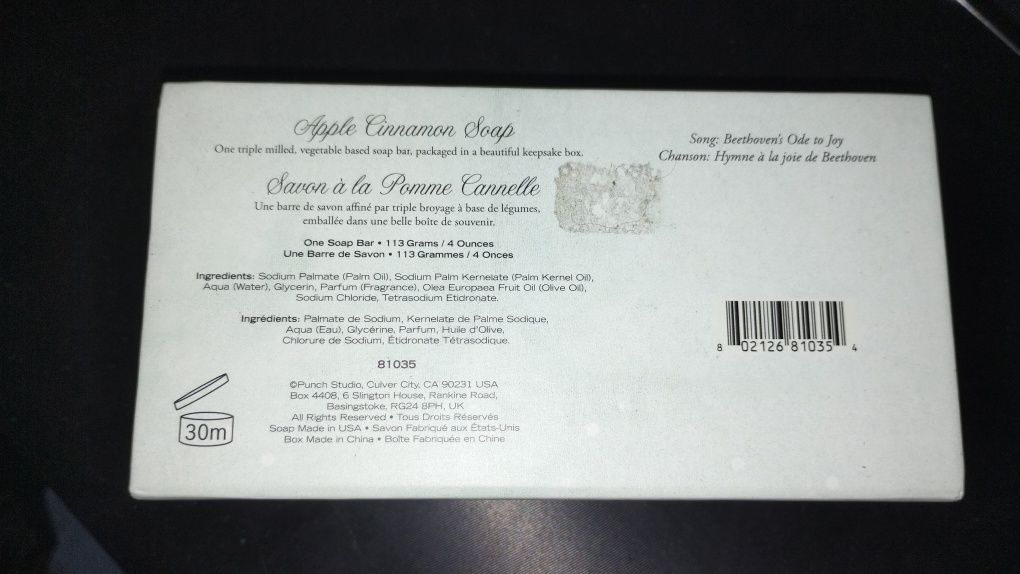 Apple Cinnamon Soap
One triple milled, vegetable based soap bar, packaged in a beautiful keepsake box.
Savon à la Pomme Cannelle
Une barre de savon affiné par triple broyage à base de légumes,
emballée dans une belle boîte de souvenir.
One Soap Bar • 113 Grams / 4 Ounces
Une Barre de Savon • 113 Grammes / 4 Onces
Ingredients: Sodium Palmate (Palm Oil), Sodium Palm Kernelate (Palm Kernel Oil),
Aqua (Water), Glycerin, Parfum (Fragrance), Olea Europaea Fruit Oil (Olive Oil),
Sodium Chloride, Tetrasodium Etidronate.
Ingrédients: Palmate de Sodium, Kernelate de Palme Sodique,
Aqua (Eau), Glycérine, Parfum, Huile d'Olive,
Chlorure de Sodium, Étidronate Tétrasodique.
81035
©Punch Studio, Culver City, CA 90231 USA
Box 4408, 6 Slington House, Rankine Road,
Basingstoke, RG24 8PH, UK
All Rights Reserved • Tous Droits Réservés
Soap Made in USA • Savon Fabriqué aux États-Unis
Box Made in China • Boîte Fabriquée en Chine
30m
Song: Beethoven's Ode to Joy
Chanson: Hymne à la joie de Beethoven
8 02126 81035 4